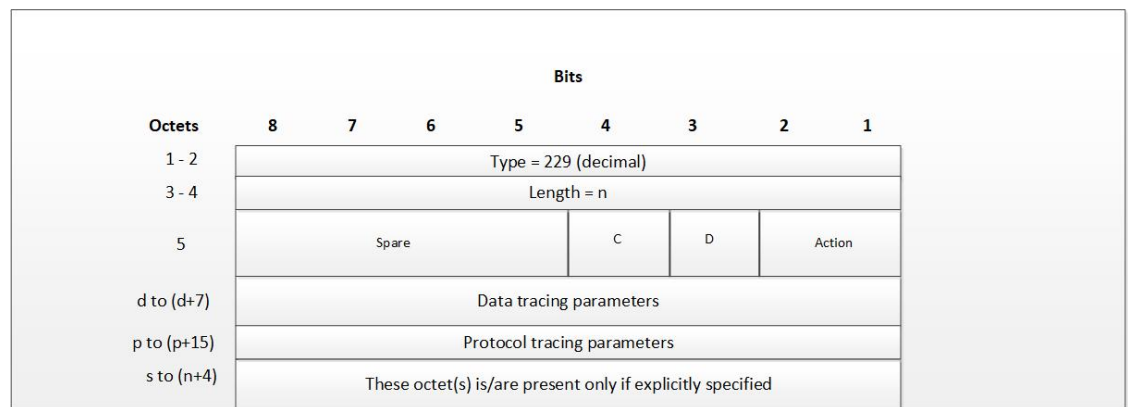 Bits
Octets 8 7 6 5 4 3 2 1
1 - 2 Type = 229 (decimal)
3 - 4 Length = n
5 Spare C D Action
d to (d+7) Data tracing parameters
p to (p+15) Protocol tracing parameters
s to (n+4) These octet(s) is/are present only if explicitly specified